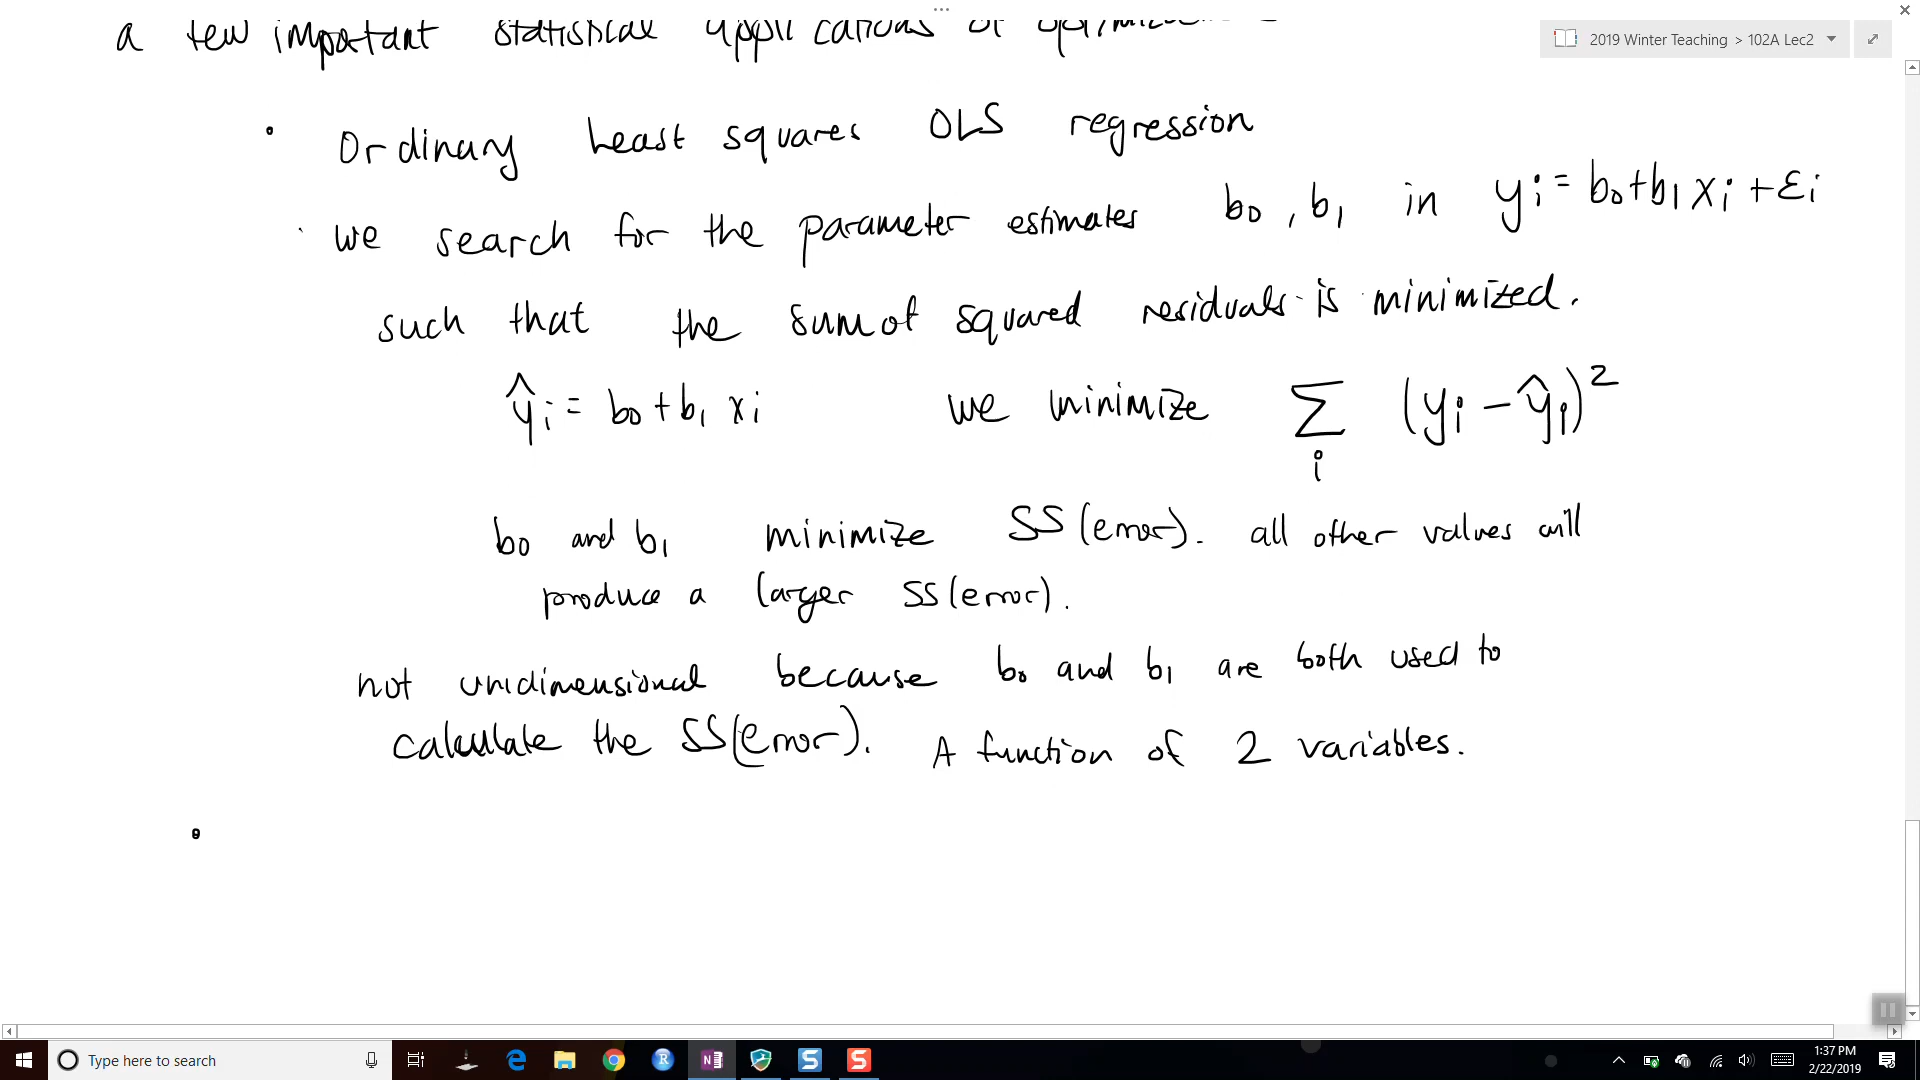 a few important statistical applications of
2019 Winter Teaching > 102A Lec2
• Ordinary Least squares OLS regression
we search for the parameter estimates b₀, b₁ in yᵢ = b₀+b₁xᵢ+εᵢ
such that the sum of squared residuals is minimized.
ŷᵢ = b₀+b₁ xᵢ we minimize Σᵢ (yᵢ − ŷᵢ)²
b₀ and b₁ minimize SS(error). all other values will
produce a larger SS(error).
not unidimensional because b₀ and b₁ are both used to
calculate the SS(error). A function of 2 variables.
Type here to search
1:37 PM
2/22/2019